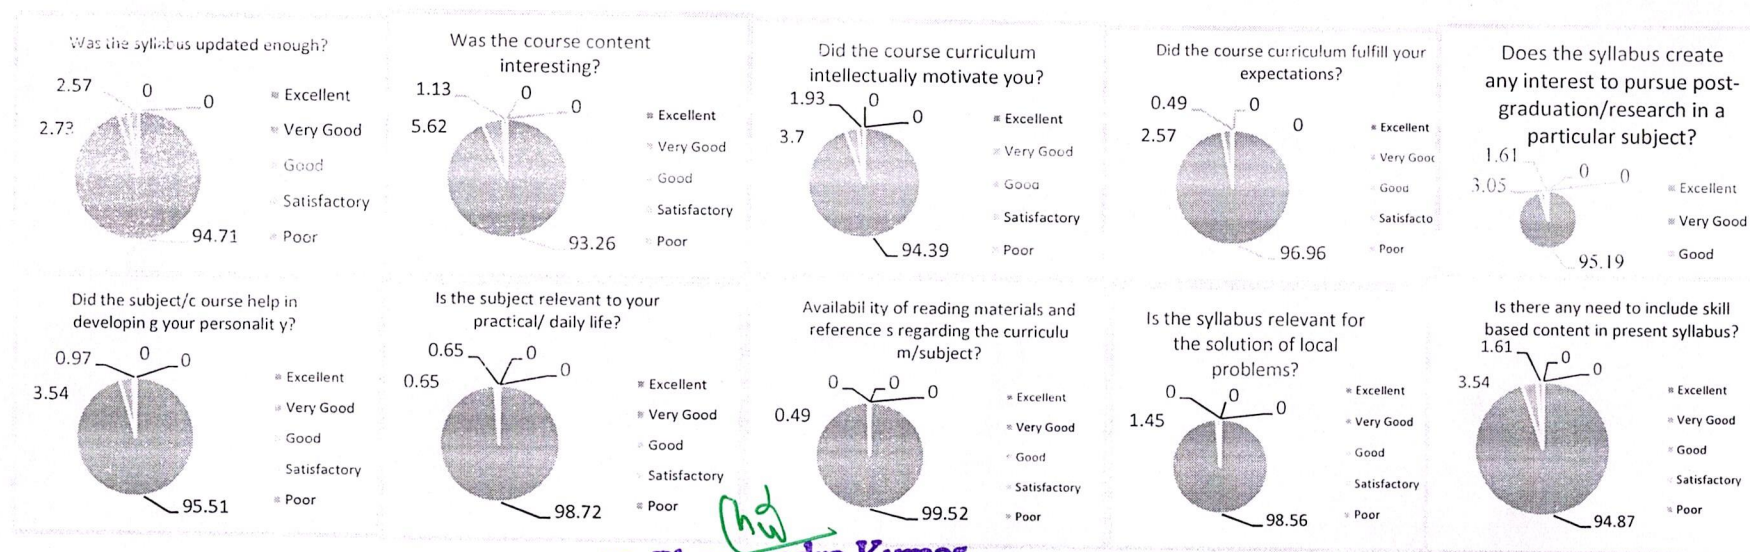 Was the syllabus updated enough?
2.57
0
0
2.73
94.71
Excellent
Very Good
Good
Satisfactory
Poor
Was the course content
interesting?
1.13
0
0
5.62
93.26
Excellent
Very Good
Good
Satisfactory
Poor
Did the course curriculum
intellectually motivate you?
1.93
0
0
3.7
94.39
Excellent
Very Good
Good
Satisfactory
Poor
Did the course curriculum fulfill your
expectations?
0.49
0
0
2.57
96.96
Excellent
Very Good
Good
Satisfacto
Poor
Does the syllabus create
any interest to pursue post-
graduation/research in a
particular subject?
1.61
0
0
3.05
95.19
Excellent
Very Good
Good
Did the subject/c ourse help in
developin g your personalit y?
0.97
0
0
3.54
95.51
Excellent
Very Good
Good
Satisfactory
Poor
Is the subject relevant to your
practical/ daily life?
0.65
0
0
0.65
98.72
Excellent
Very Good
Good
Satisfactory
Poor
Availabil ity of reading materials and
reference s regarding the curriculu
m/subject?
0
0
0
0.49
99.52
Excellent
Very Good
Good
Satisfactory
Poor
Is the syllabus relevant for
the solution of local
problems?
0
0
0
1.45
98.56
Excellent
Very Good
Good
Satisfactory
Poor
Is there any need to include skill
based content in present syllabus?
1.61
0
0
3.54
94.87
Excellent
Very Good
Good
Satisfactory
Poor
Kumar